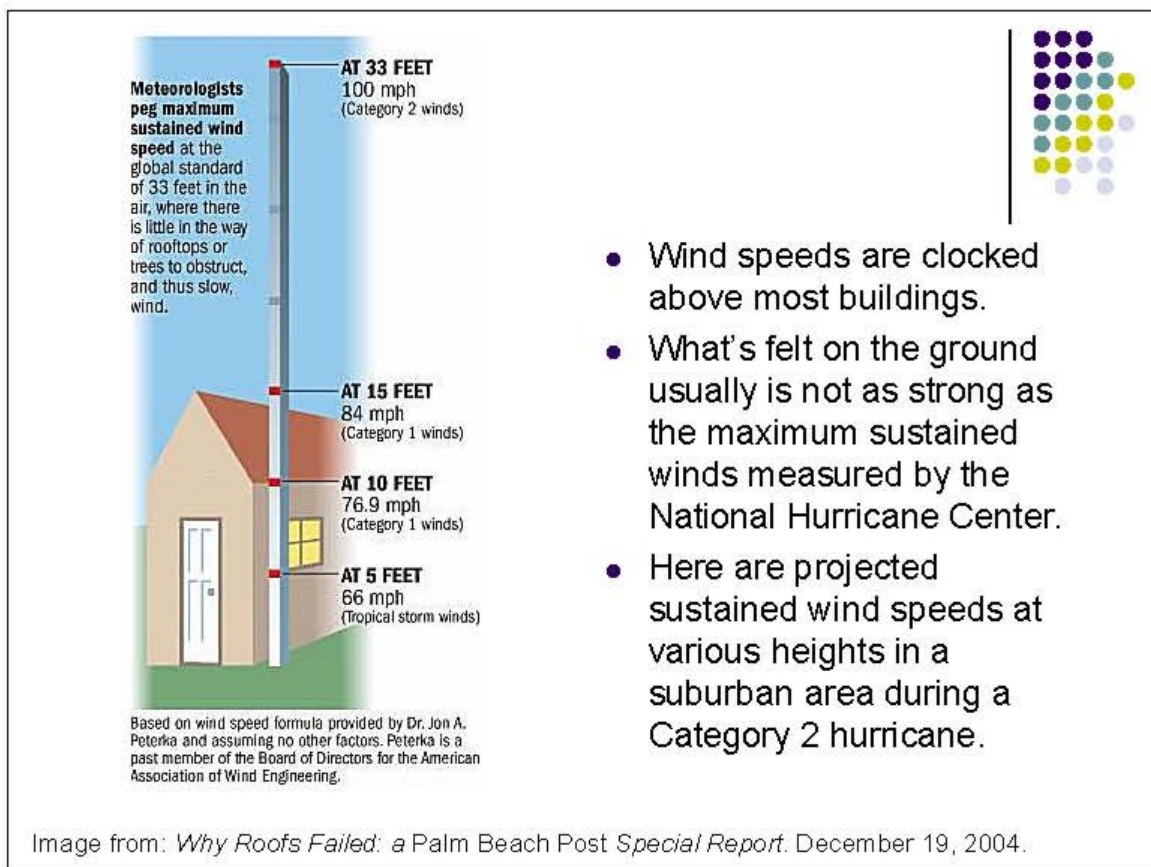 Meteorologists
peg maximum
sustained wind
speed at the
global standard
of 33 feet in the
air, where there
is little in the way
of rooftops or
trees to obstruct,
and thus slow,
wind.
AT 33 FEET
100 mph
(Category 2 winds)
AT 15 FEET
84 mph
(Category 1 winds)
AT 10 FEET
76.9 mph
(Category 1 winds)
AT 5 FEET
66 mph
(Tropical storm winds)
Based on wind speed formula provided by Dr. Jon A.
Peterka and assuming no other factors. Peterka is a
past member of the Board of Directors for the American
Association of Wind Engineering.
• Wind speeds are clocked
above most buildings.
• What's felt on the ground
usually is not as strong as
the maximum sustained
winds measured by the
National Hurricane Center.
• Here are projected
sustained wind speeds at
various heights in a
suburban area during a
Category 2 hurricane.
Image from: Why Roofs Failed: a Palm Beach Post Special Report. December 19, 2004.